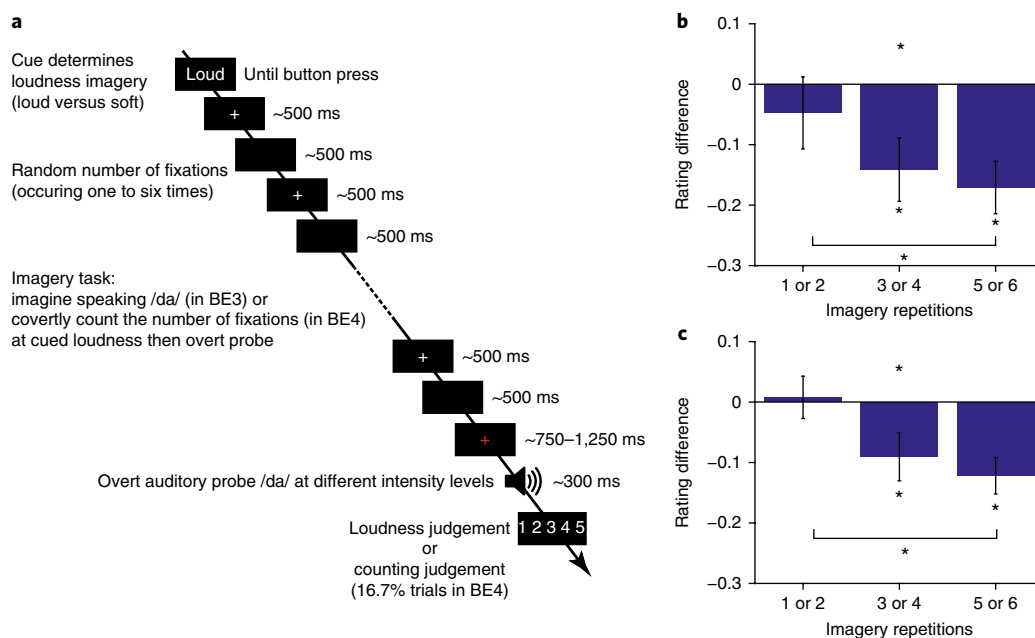 a
Cue determines
loudness imagery
(loud versus soft)
Loud
Until button press
+
~500 ms
~500 ms
Random number of fixations
(occuring one to six times)
+
~500 ms
~500 ms
Imagery task:
imagine speaking /da/ (in BE3) or
covertly count the number of fixations (in BE4)
at cued loudness then overt probe
+
~500 ms
~500 ms
+
~750–1,250 ms
Overt auditory probe /da/ at different intensity levels
~300 ms
Loudness judgement
or
counting judgement
(16.7% trials in BE4)
1 2 3 4 5
b
Rating difference
0.1
0
−0.1
−0.2
−0.3
*
*
*
*
1 or 2
3 or 4
5 or 6
Imagery repetitions
c
Rating difference
0.1
0
−0.1
−0.2
−0.3
*
*
*
*
1 or 2
3 or 4
5 or 6
Imagery repetitions